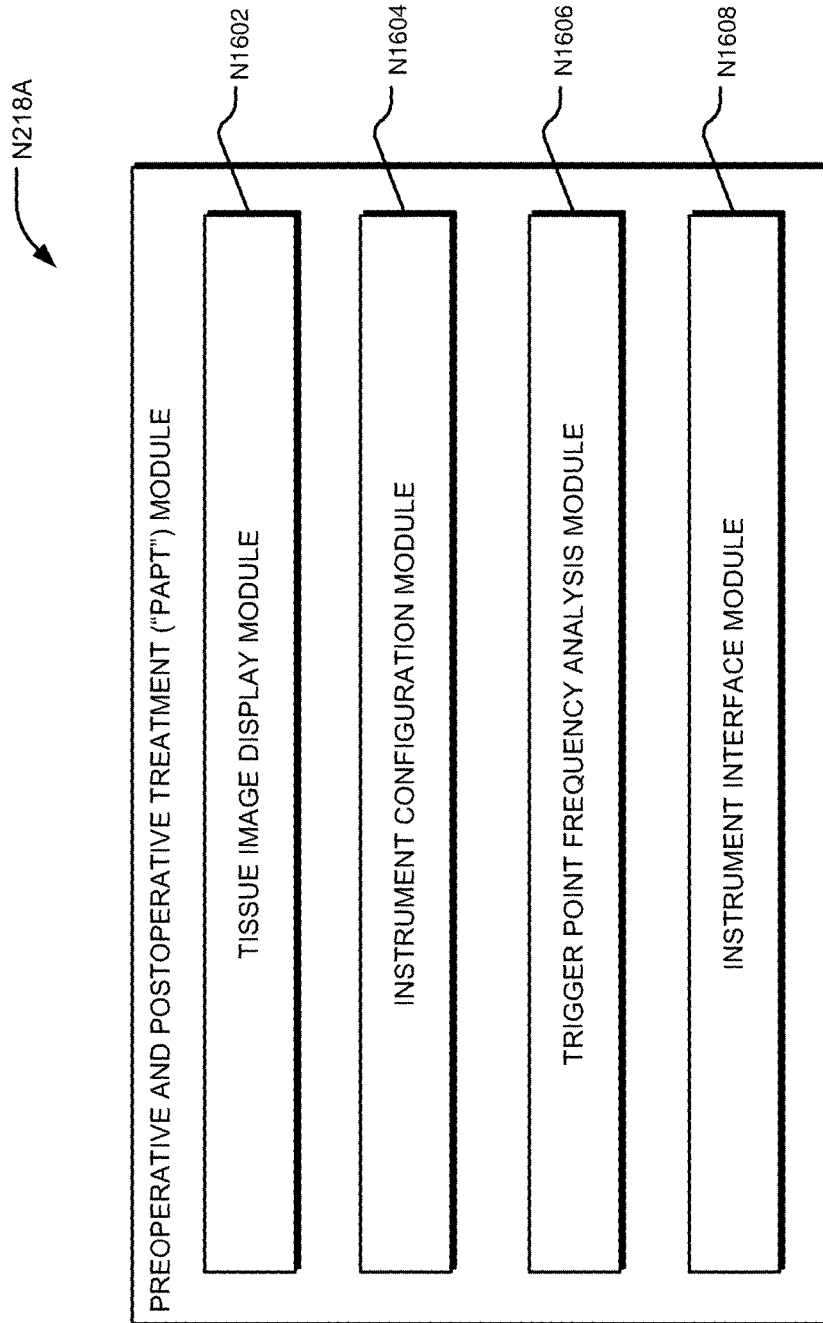 N218A
PREOPERATIVE AND POSTOPERATIVE TREATMENT ("PAPT") MODULE
TISSUE IMAGE DISPLAY MODULE
N1602
INSTRUMENT CONFIGURATION MODULE
N1604
TRIGGER POINT FREQUENCY ANALYSIS MODULE
N1606
INSTRUMENT INTERFACE MODULE
N1608